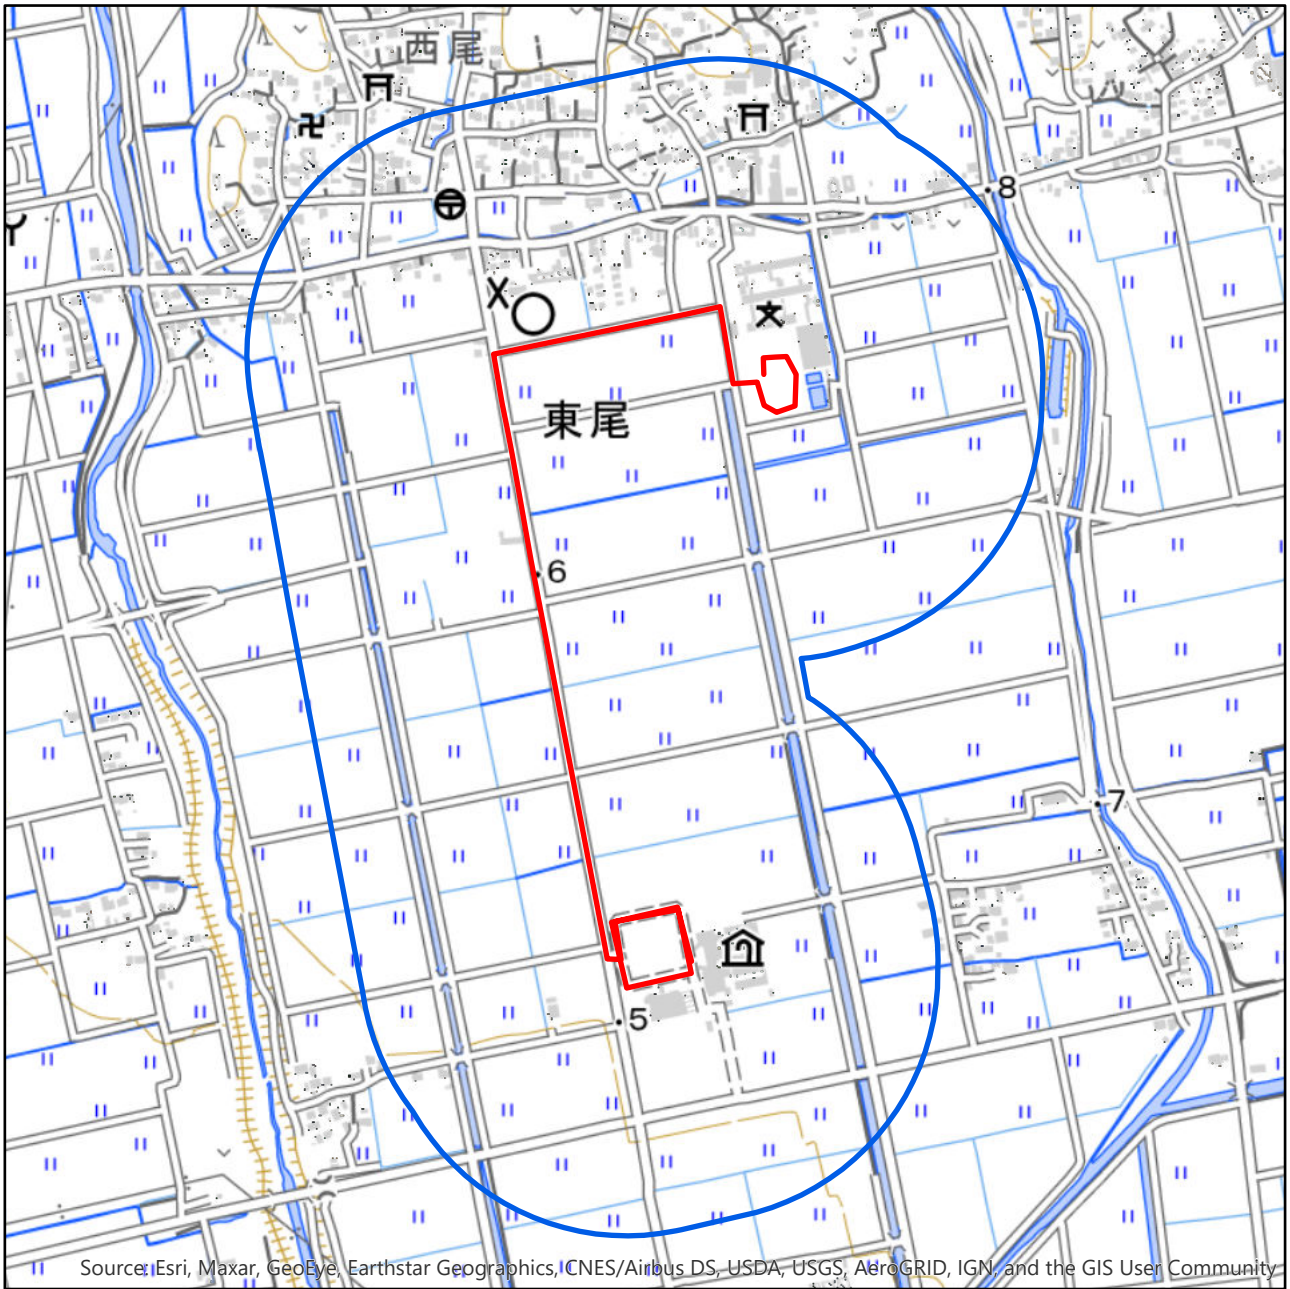 西尾
8
X
東尾
6
7
5
Source: Esri, Maxar, GeoEye, Earthstar Geographics, CNES/Airbus DS, USDA, USGS, AeroGRID, IGN, and the GIS User Community